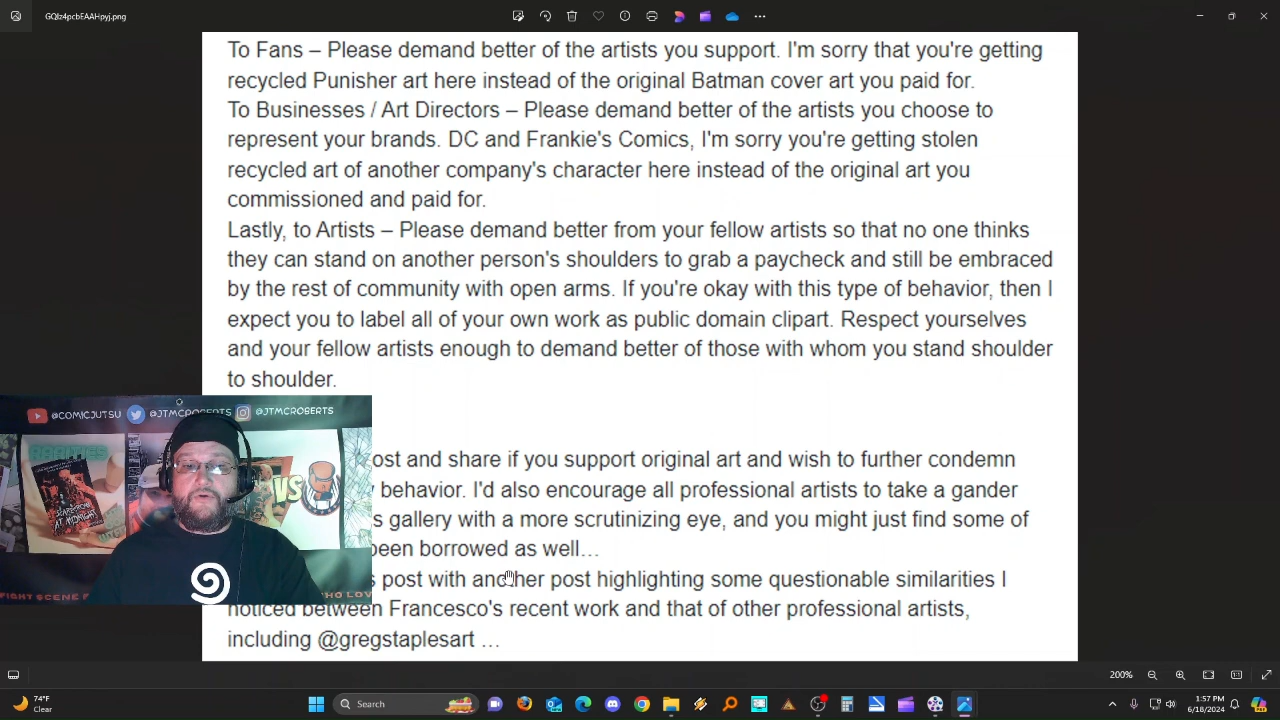 GQlz4pcbEAAHpyj.png
To Fans – Please demand better of the artists you support. I'm sorry that you're getting
recycled Punisher art here instead of the original Batman cover art you paid for.
To Businesses / Art Directors – Please demand better of the artists you choose to
represent your brands. DC and Frankie's Comics, I'm sorry you're getting stolen
recycled art of another company's character here instead of the original art you
commissioned and paid for.
Lastly, to Artists – Please demand better from your fellow artists so that no one thinks
they can stand on another person's shoulders to grab a paycheck and still be embraced
by the rest of community with open arms. If you're okay with this type of behavior, then I
expect you to label all of your own work as public domain clipart. Respect yourselves
and your fellow artists enough to demand better of those with whom you stand shoulder
to shoulder.
@COMICJUTSU @JTMCROBERTS @JTMCROBERTS
SCARECROW
AT MIDNIGHT
VS
FIGHT SCENE
ost and share if you support original art and wish to further condemn
behavior. I'd also encourage all professional artists to take a gander
s gallery with a more scrutinizing eye, and you might just find some of
been borrowed as well…
s post with another post highlighting some questionable similarities I
noticed between Francesco's recent work and that of other professional artists,
including @gregstaplesart …
200%
74°F
Clear
Search
1:57 PM
6/18/2024